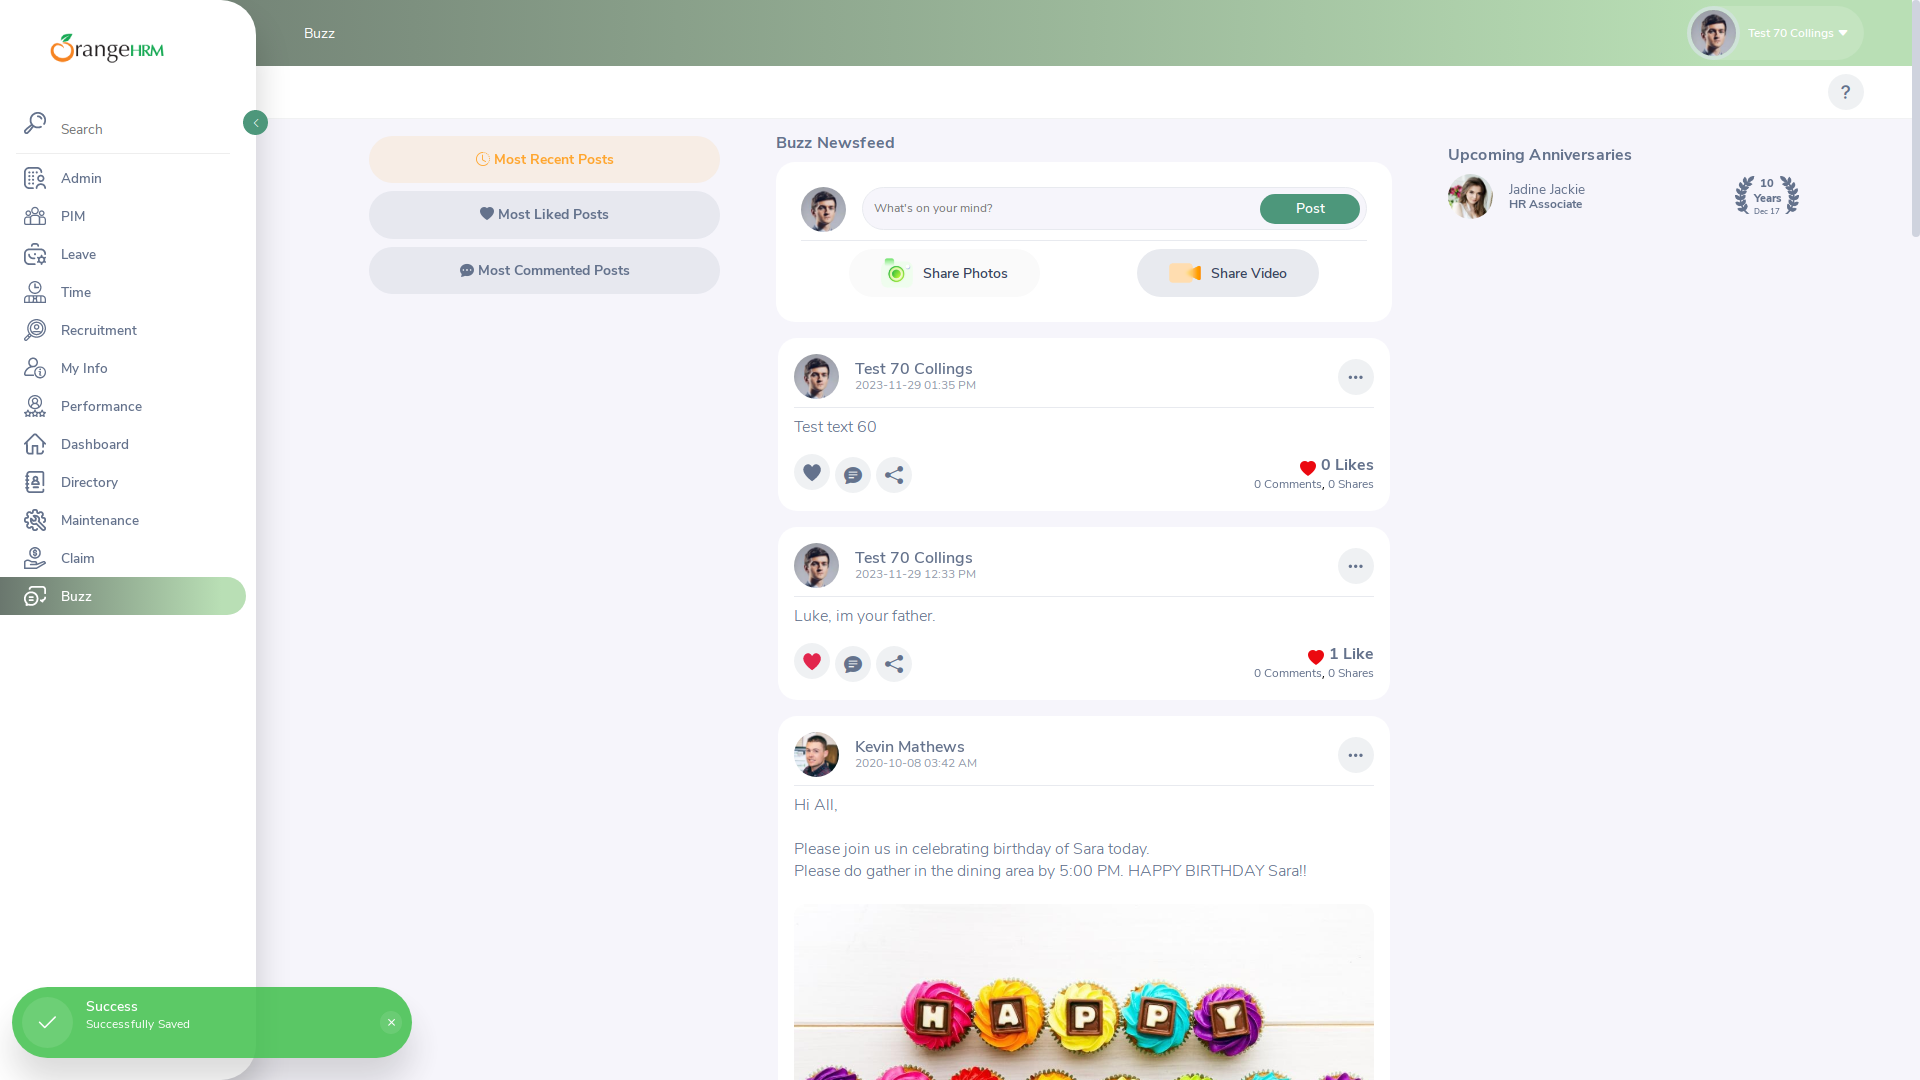 OrangeHRM
Search
Admin
PIM
Leave
Time
Recruitment
My Info
Performance
Dashboard
Directory
Maintenance
Claim
Buzz
Buzz
Test 70 Collings
?
Most Recent Posts
Most Liked Posts
Most Commented Posts
Buzz Newsfeed
What's on your mind?
Post
Share Photos
Share Video
Test 70 Collings
2023-11-29 01:35 PM
Test text 60
0 Likes
0 Comments, 0 Shares
Test 70 Collings
2023-11-29 12:33 PM
Luke, im your father.
1 Like
0 Comments, 0 Shares
Kevin Mathews
2020-10-08 03:42 AM
Hi All,
Please join us in celebrating birthday of Sara today.
Please do gather in the dining area by 5:00 PM. HAPPY BIRTHDAY Sara!!
HAPPY
Upcoming Anniversaries
Jadine Jackie
HR Associate
10
Years
Dec 17
Success
Successfully Saved